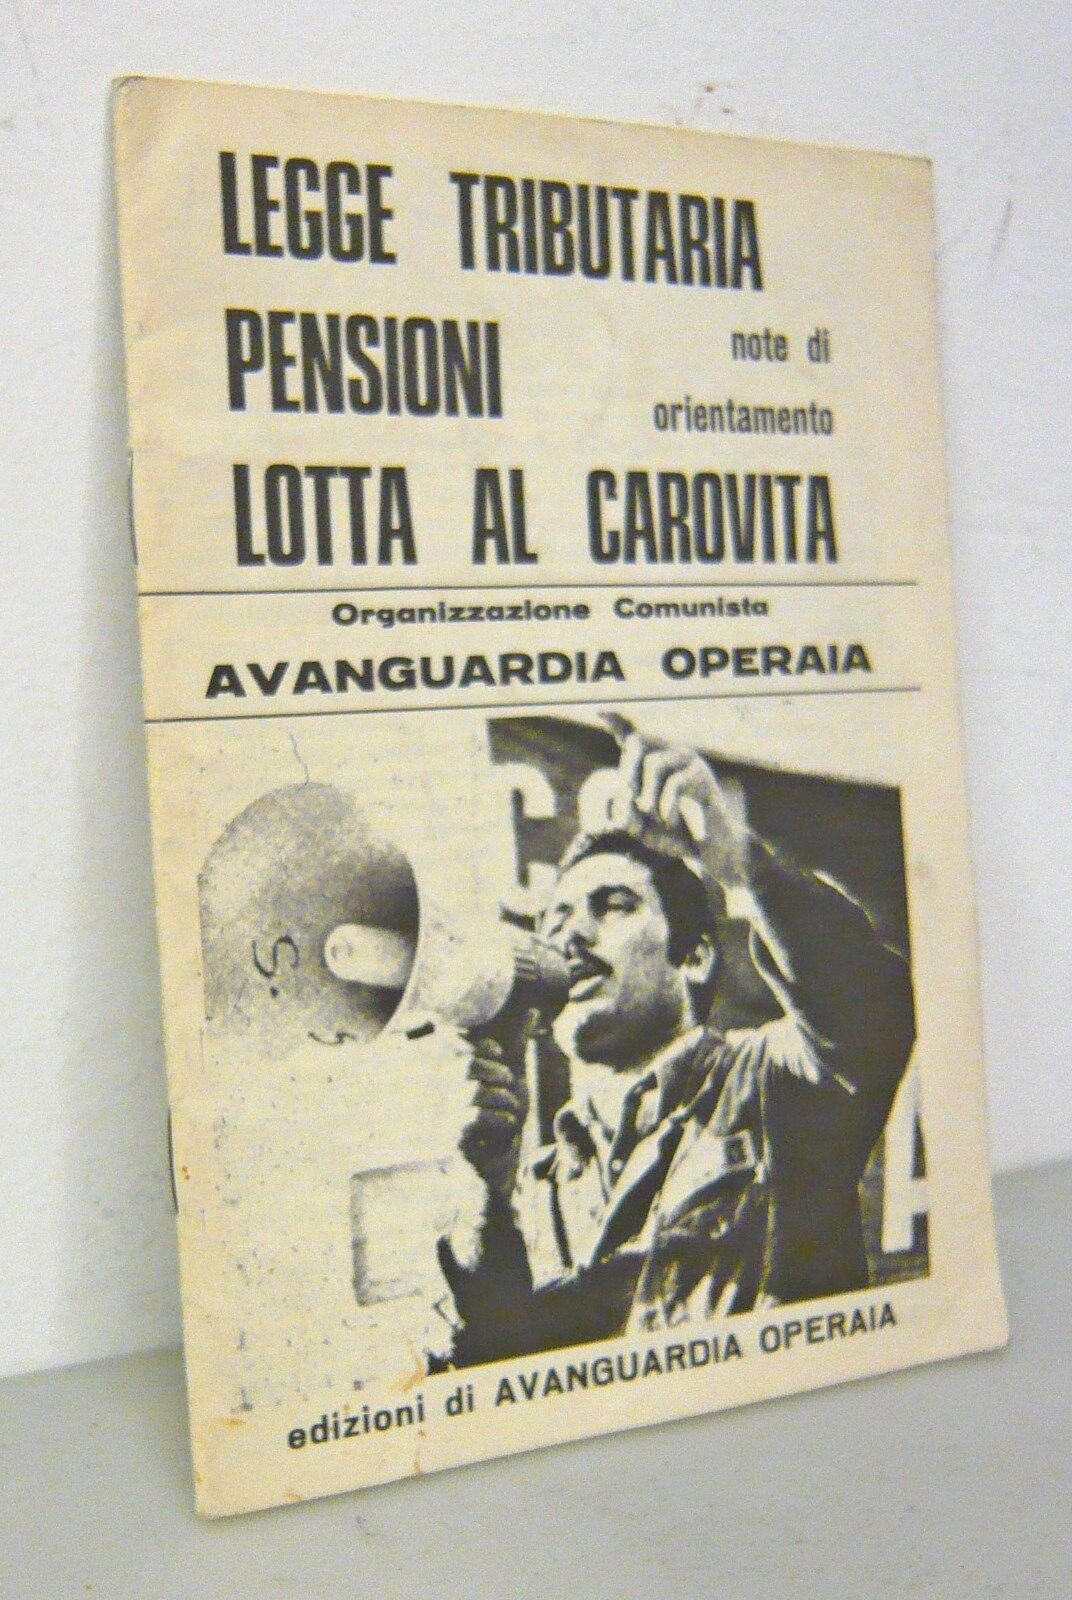 LEGGE TRIBUTARIA
PENSIONI
note di
orientamento
LOTTA AL CAROVITA
Organizzazione Comunista
AVANGUARDIA OPERAIA
edizioni di AVANGUARDIA OPERAIA